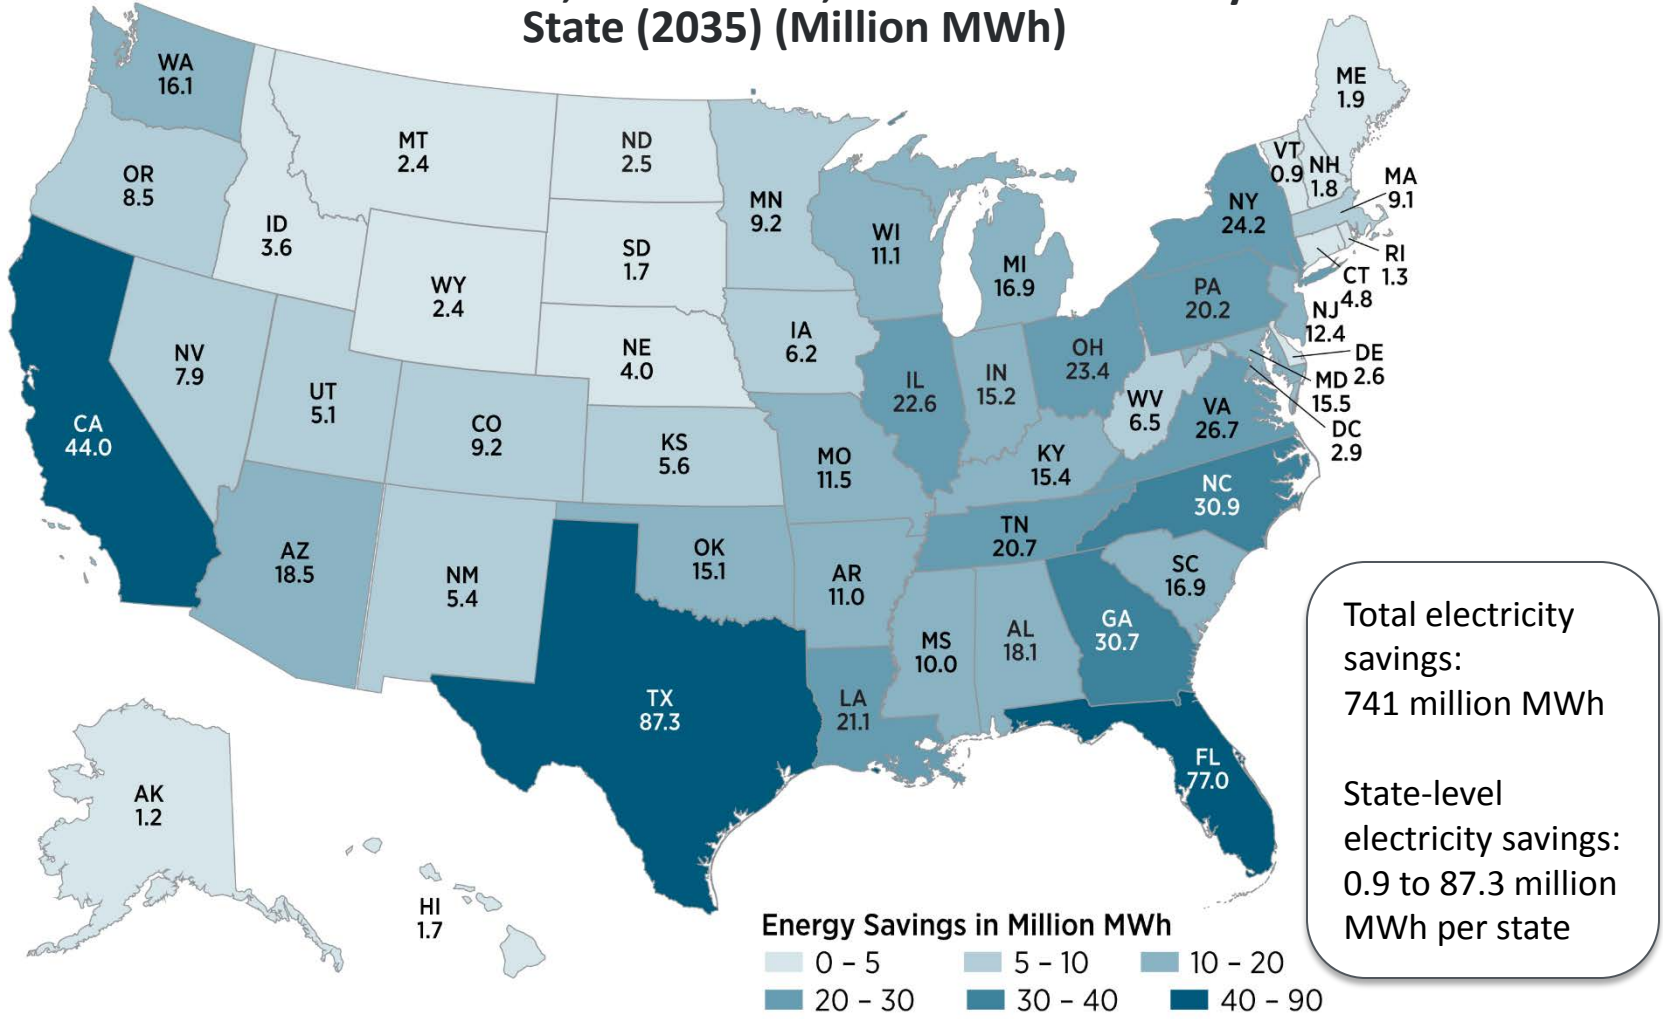 State (2035) (Million MWh)
WA
16.1
OR
8.5
CA
44.0
ID
3.6
NV
7.9
MT
2.4
WY
2.4
UT
5.1
AZ
18.5
CO
9.2
NM
5.4
ND
2.5
SD
1.7
NE
4.0
KS
5.6
OK
15.1
TX
87.3
MN
9.2
IA
6.2
MO
11.5
AR
11.0
LA
21.1
WI
11.1
IL
22.6
MI
16.9
IN
15.2
OH
23.4
KY
15.4
TN
20.7
MS
10.0
AL
18.1
GA
30.7
FL
77.0
SC
16.9
NC
30.9
VA
26.7
WV
6.5
PA
20.2
NY
24.2
VT
0.9
NH
1.8
ME
1.9
MA
9.1
RI
1.3
CT
4.8
NJ
12.4
DE
2.6
MD
15.5
DC
2.9
AK
1.2
HI
1.7
Total electricity
savings:
741 million MWh
State-level
electricity savings:
0.9 to 87.3 million
MWh per state
Energy Savings in Million MWh
0 – 5
5 – 10
10 – 20
20 – 30
30 – 40
40 – 90